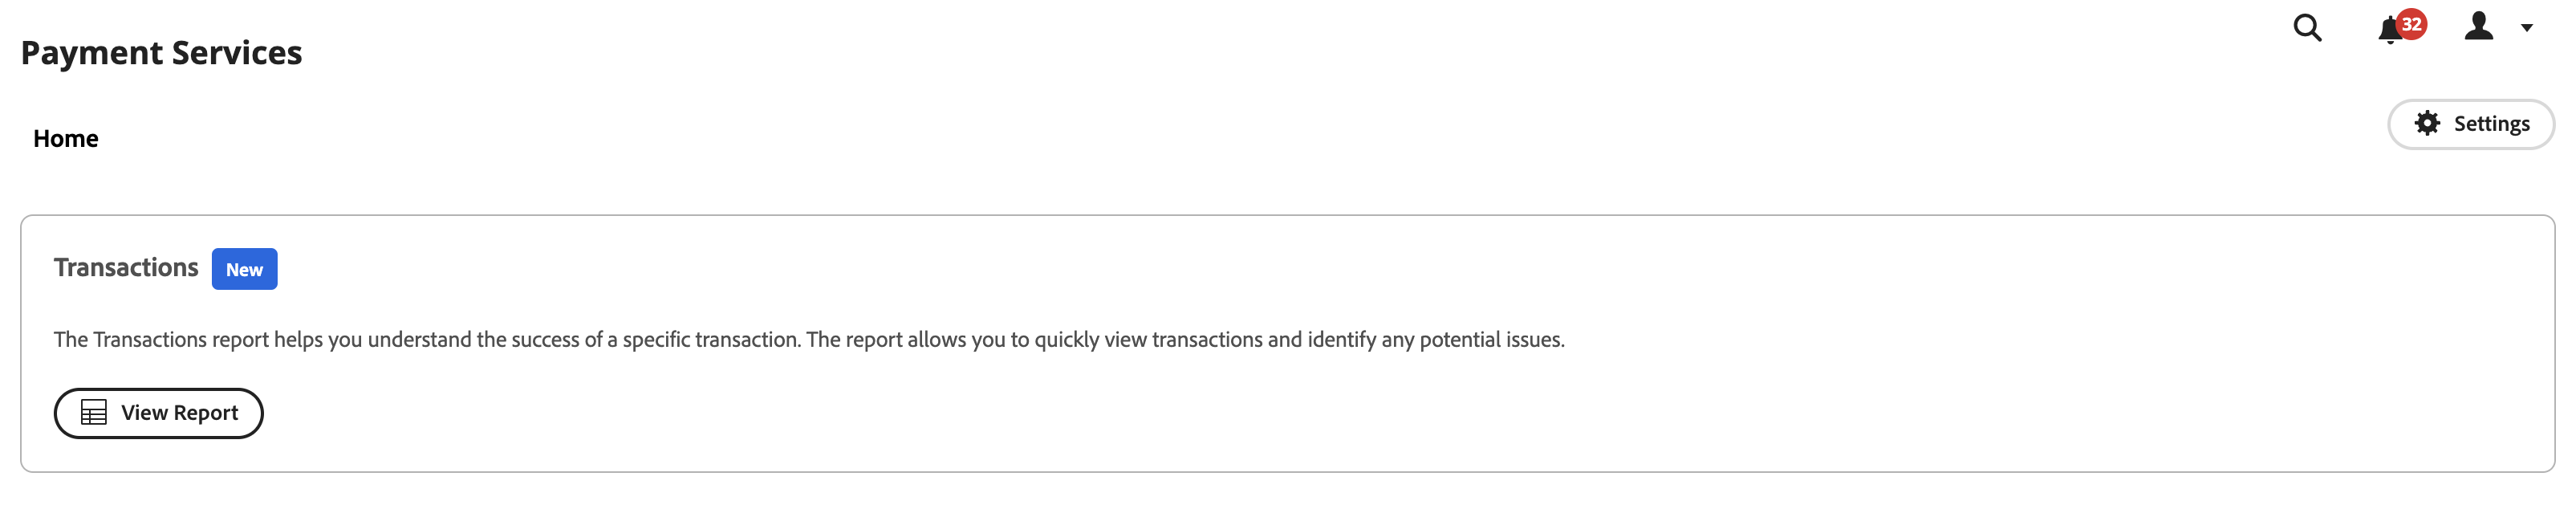 Payment Services
32
Home
Settings
Transactions New
The Transactions report helps you understand the success of a specific transaction. The report allows you to quickly view transactions and identify any potential issues.
View Report